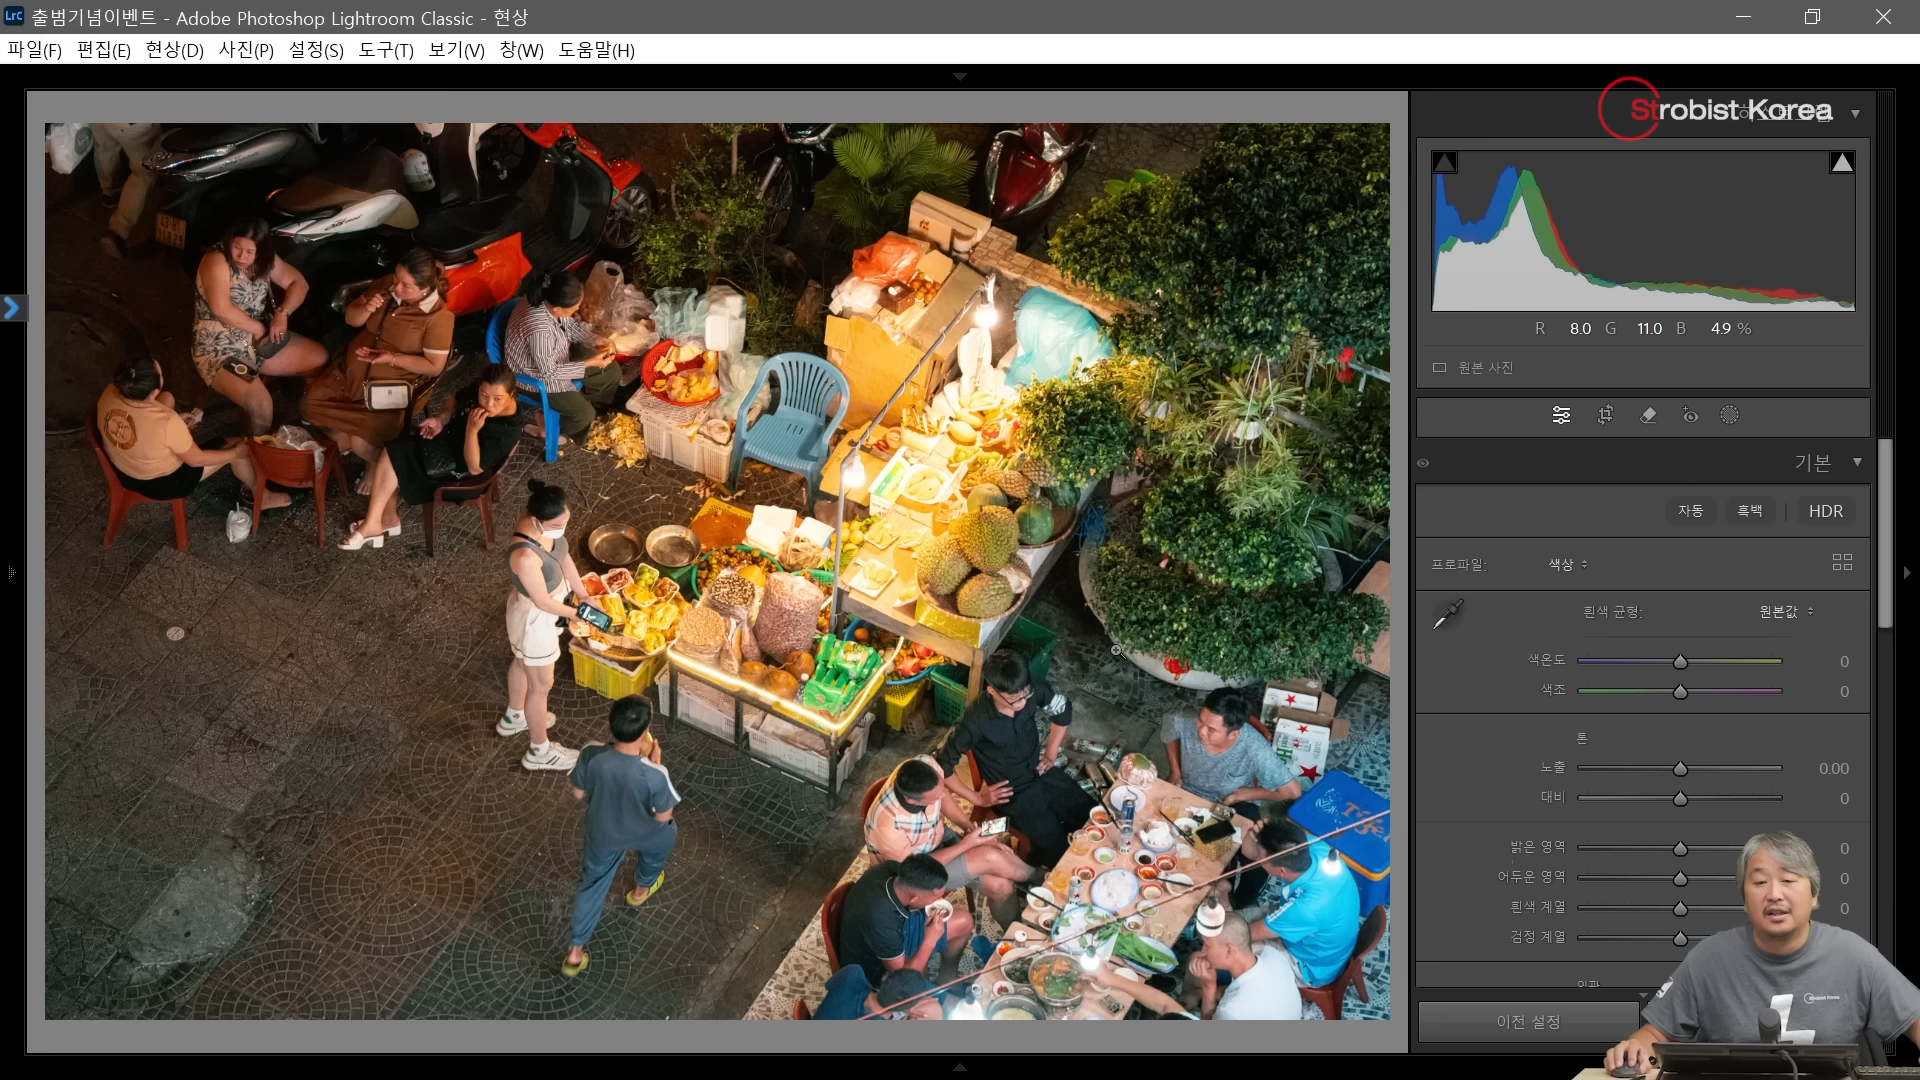 LrC 출범기념이벤트 - Adobe Photoshop Lightroom Classic - 현상
파일(F) 편집(E) 현상(D) 사진(P) 설정(S) 도구(T) 보기(V) 창(W) 도움말(H)
Strobist Korea
R 8.0 G 11.0 B 4.9 %
원본 사진
기본
자동 흑백 HDR
프로파일: 색상
흰색 균형: 원본값
색온도 0
색조 0
톤
노출 0.00
대비 0
밝은 영역 0
어두운 영역 0
흰색 계열 0
검정 계열
외관
이전 설정